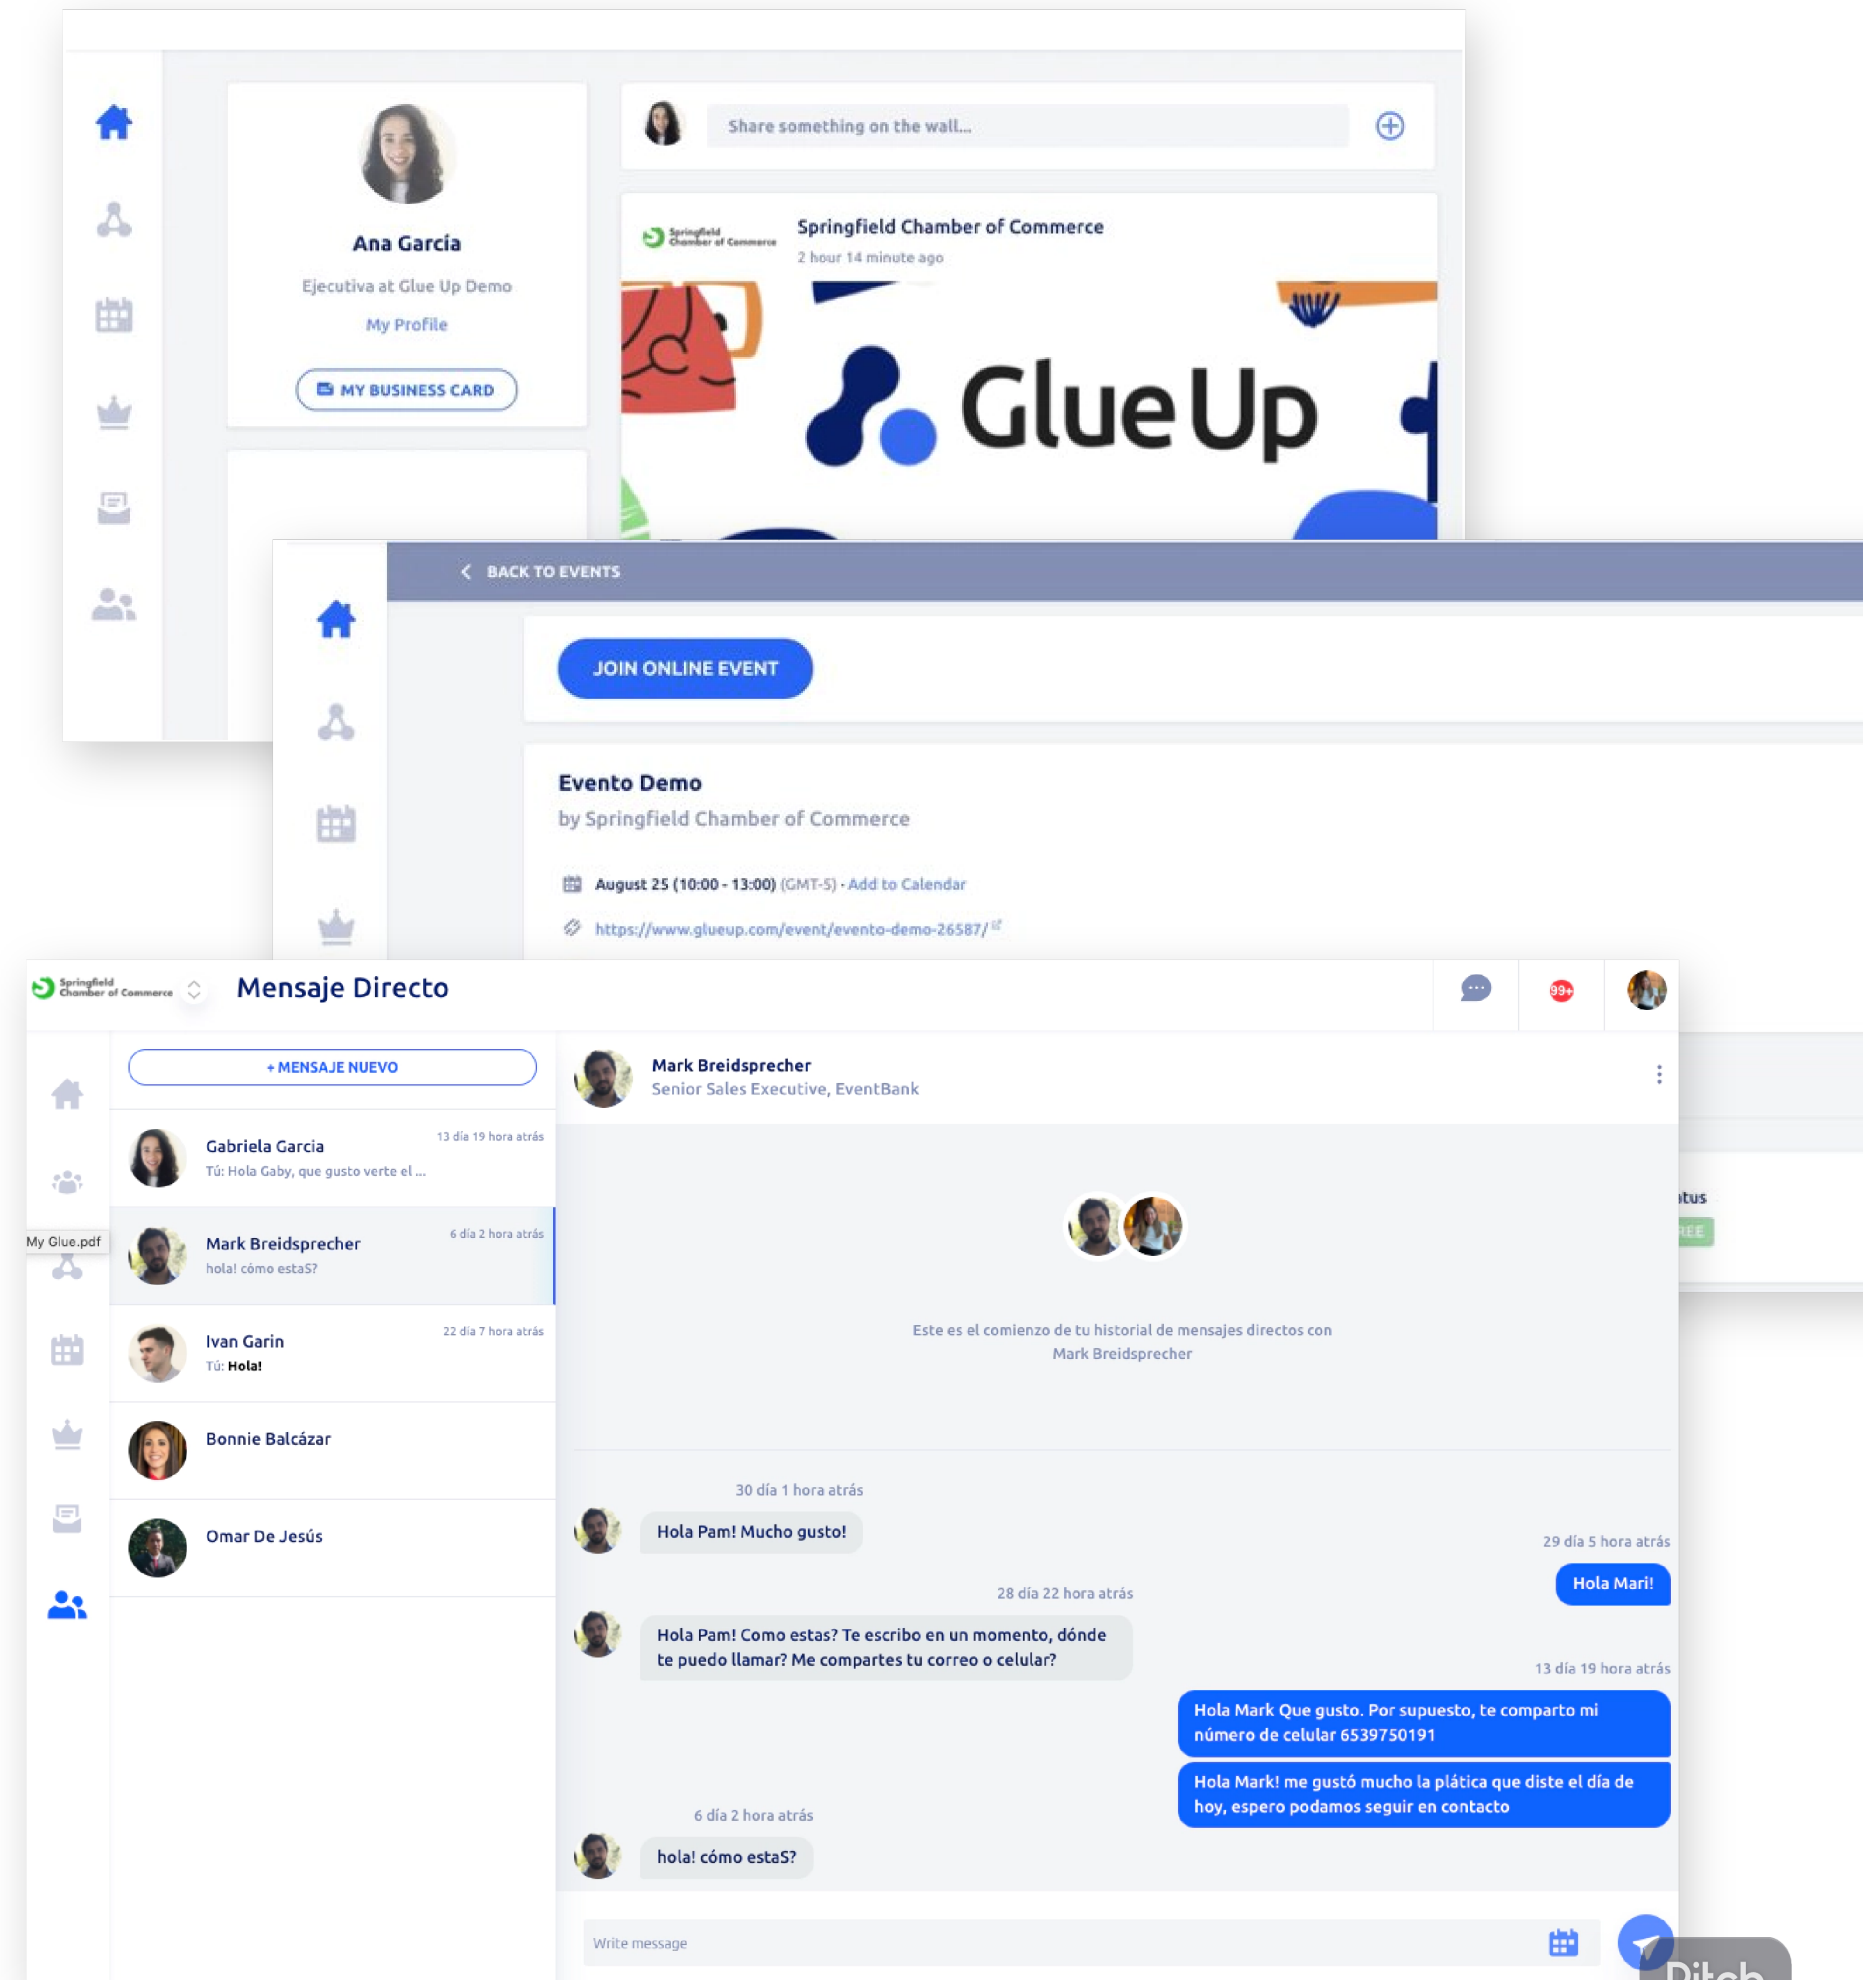 Share something on the wall...
Ana García
Ejecutiva at Glue Up Demo
My Profile
MY BUSINESS CARD
Springfield
Chamber of Commerce
Springfield Chamber of Commerce
2 hour 14 minute ago
Glue Up
BACK TO EVENTS
JOIN ONLINE EVENT
Evento Demo
by Springfield Chamber of Commerce
August 25 (10:00 - 13:00) (GMT-5) · Add to Calendar
https://www.glueup.com/event/evento-demo-26587/
Springfield
Chamber of Commerce
Mensaje Directo
99+
+ MENSAJE NUEVO
Gabriela Garcia
13 día 19 hora atrás
Tú: Hola Gaby, que gusto verte el ...
My Glue.pdf
Mark Breidsprecher
6 día 2 hora atrás
hola! cómo estaS?
Ivan Garin
22 día 7 hora atrás
Tú: Hola!
Bonnie Balcázar
Omar De Jesús
Mark Breidsprecher
Senior Sales Executive, EventBank
Este es el comienzo de tu historial de mensajes directos con
Mark Breidsprecher
30 día 1 hora atrás
Hola Pam! Mucho gusto!
29 día 5 hora atrás
Hola Mari!
28 día 22 hora atrás
Hola Pam! Como estas? Te escribo en un momento, dónde
te puedo llamar? Me compartes tu correo o celular?
13 día 19 hora atrás
Hola Mark Que gusto. Por supuesto, te comparto mi
número de celular 6539750191
Hola Mark! me gustó mucho la plática que diste el día de
hoy, espero podamos seguir en contacto
6 día 2 hora atrás
hola! cómo estaS?
Write message
Pitch